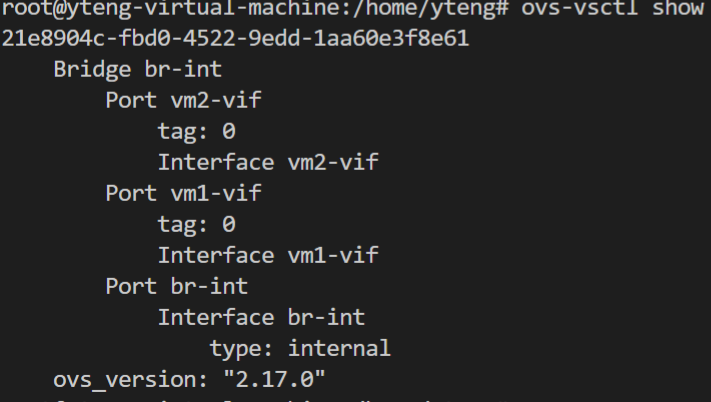 root@yteng-virtual-machine:/home/yteng# ovs-vsctl show
21e8904c-fbd0-4522-9edd-1aa60e3f8e61
    Bridge br-int
        Port vm2-vif
            tag: 0
            Interface vm2-vif
        Port vm1-vif
            tag: 0
            Interface vm1-vif
        Port br-int
            Interface br-int
                type: internal
    ovs_version: "2.17.0"